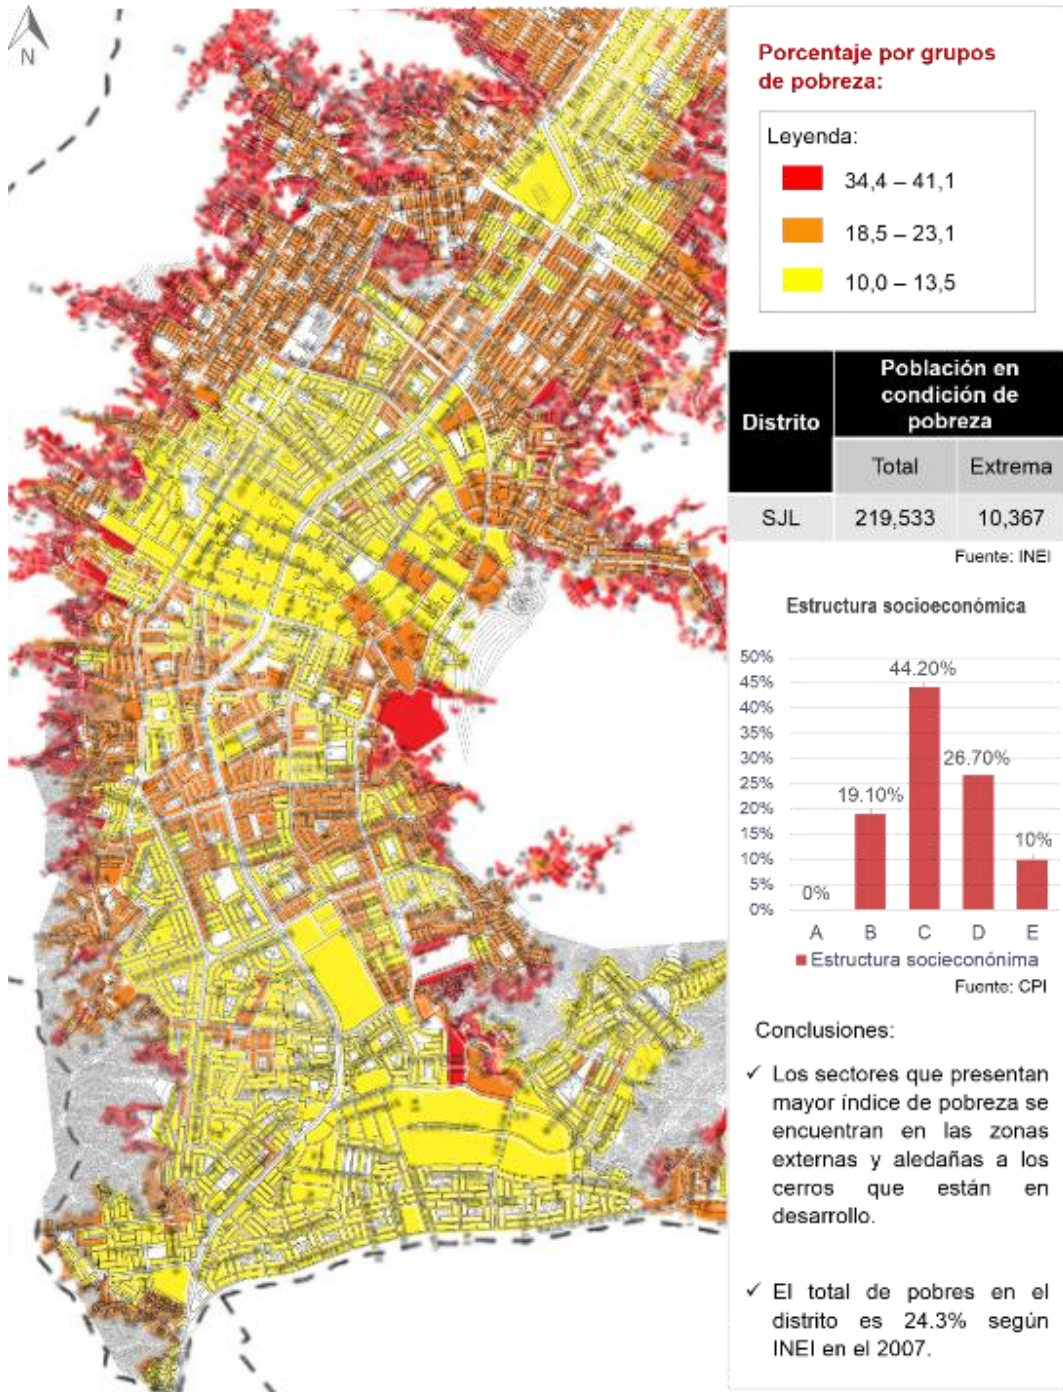 N
Porcentaje por grupos
de pobreza:
Leyenda:
34,4 – 41,1
18,5 – 23,1
10,0 – 13,5
Distrito
Población en
condición de
pobreza
Total
Extrema
SJL
219,533
10,367
Fuente: INEI
Estructura socioeconómica
50%
45%
40%
35%
30%
25%
20%
15%
10%
5%
0%
0%
19.10%
44.20%
26.70%
10%
A B C D E
Estructura socieconónima
Fuente: CPI
Conclusiones:
✓ Los sectores que presentan
mayor índice de pobreza se
encuentran en las zonas
externas y aledañas a los
cerros que están en
desarrollo.
✓ El total de pobres en el
distrito es 24.3% según
INEI en el 2007.